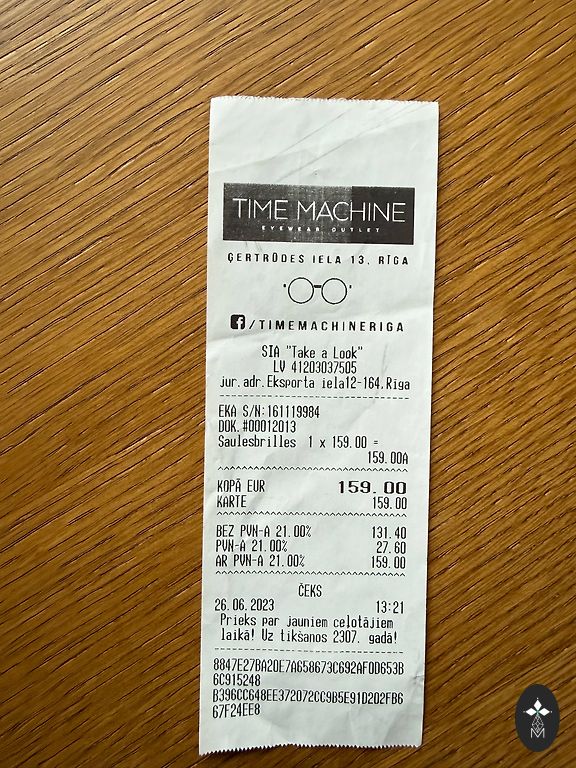 TIME MACHINE
EYEWEAR OUTLET
ĢERTRŪDES IELA 13, RĪGA
f/TIMEMACHINERIGA
SIA "Take a Look"
LV 41203037505
jur. adr. Eksporta iela12-164, Riga
EKA S/N:161119984
DOK. #00012013
Saulesbrilles 1 x 159.00 =
159.00A
KOPĀ EUR 159.00
KARTE 159.00
BEZ PVN-A 21.00% 131.40
PVN-A 21.00% 27.60
AR PVN-A 21.00% 159.00
ČEKS
26.06.2023 13:21
Prieks par jauniem ceļotājiem
laikā! Uz tikšanos 2307. gadā!
8847E27BA20E7A658673C692AF0D653B
6C915248
B396CC648EE372072CC9B5E91D202FB6
67F24EE8
M